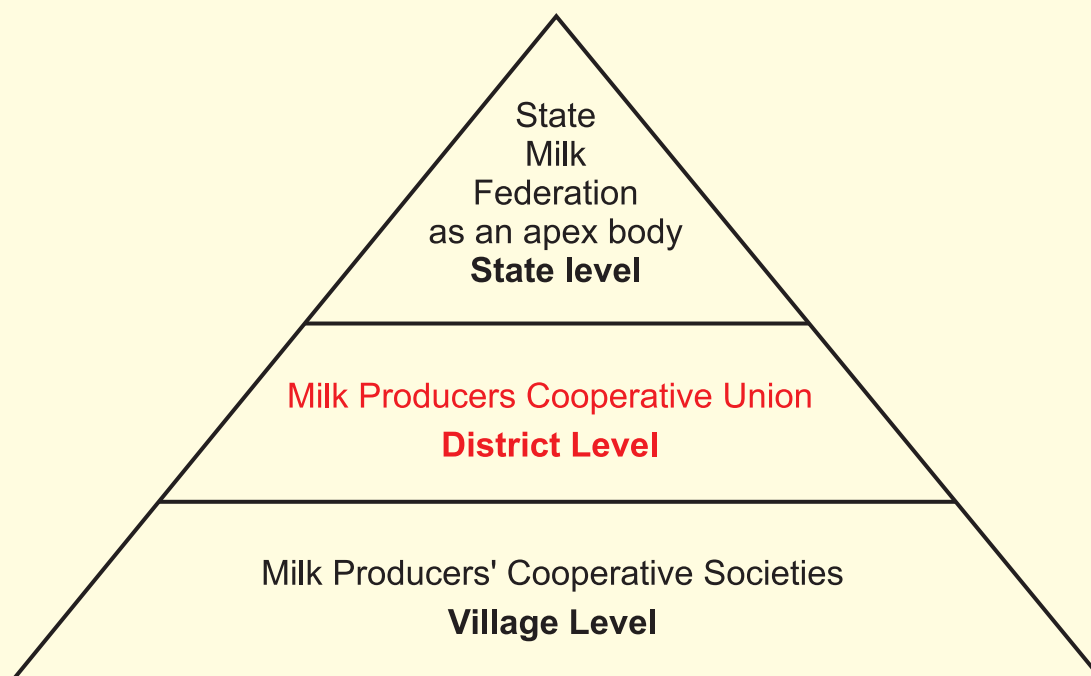 State
Milk
Federation
as an apex body
State level
Milk Producers Cooperative Union
District Level
Milk Producers' Cooperative Societies
Village Level